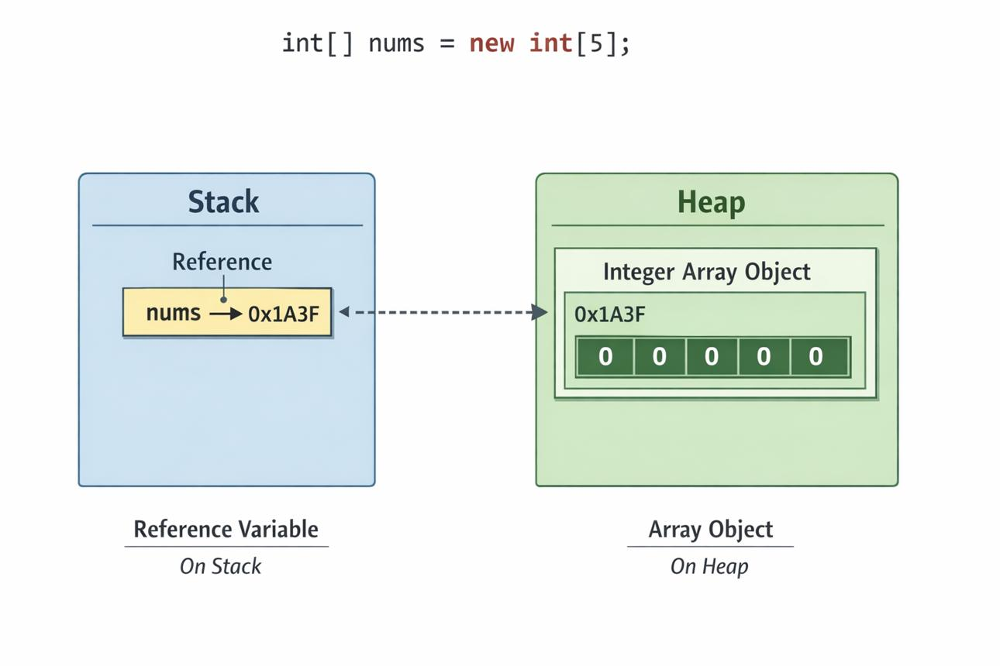 int[] nums = new int[5];
Stack
Reference
nums → 0x1A3F
Heap
Integer Array Object
0x1A3F
0 0 0 0 0
Reference Variable
On Stack
Array Object
On Heap